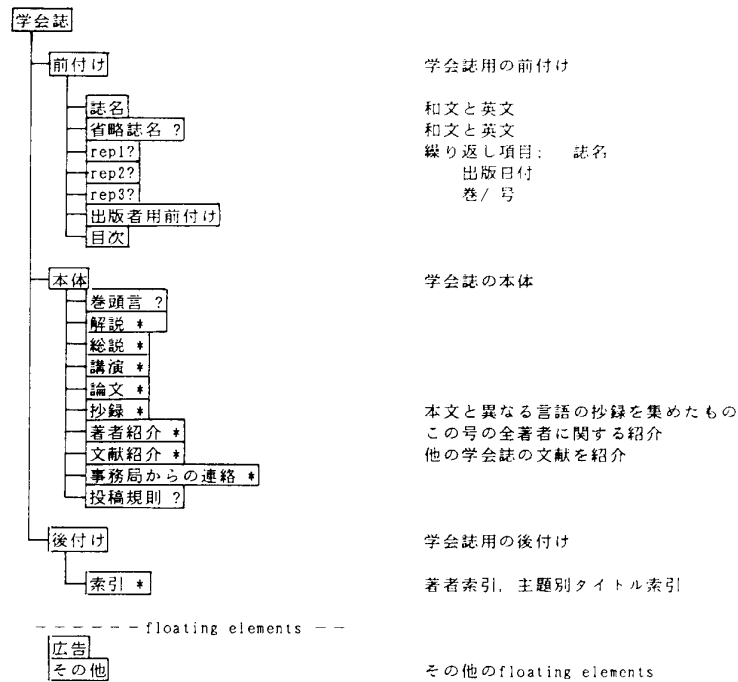 学会誌
前付け 学会誌用の前付け
誌名 和文と英文
省略誌名 ? 和文と英文
rep1? 繰り返し項目: 誌名
rep2? 出版日付
rep3? 巻/ 号
出版者用前付け
目次
本体 学会誌の本体
巻頭言 ?
解説 *
総説 *
講演 *
論文 *
抄録 * 本文と異なる言語の抄録を集めたもの
著者紹介 * この号の全著者に関する紹介
文献紹介 * 他の学会誌の文献を紹介
事務局からの連絡 *
投稿規則 ?
後付け 学会誌用の後付け
索引 * 著者索引, 主題別タイトル索引
- - - - - - floating elements - -
広告
その他 その他のfloating elements